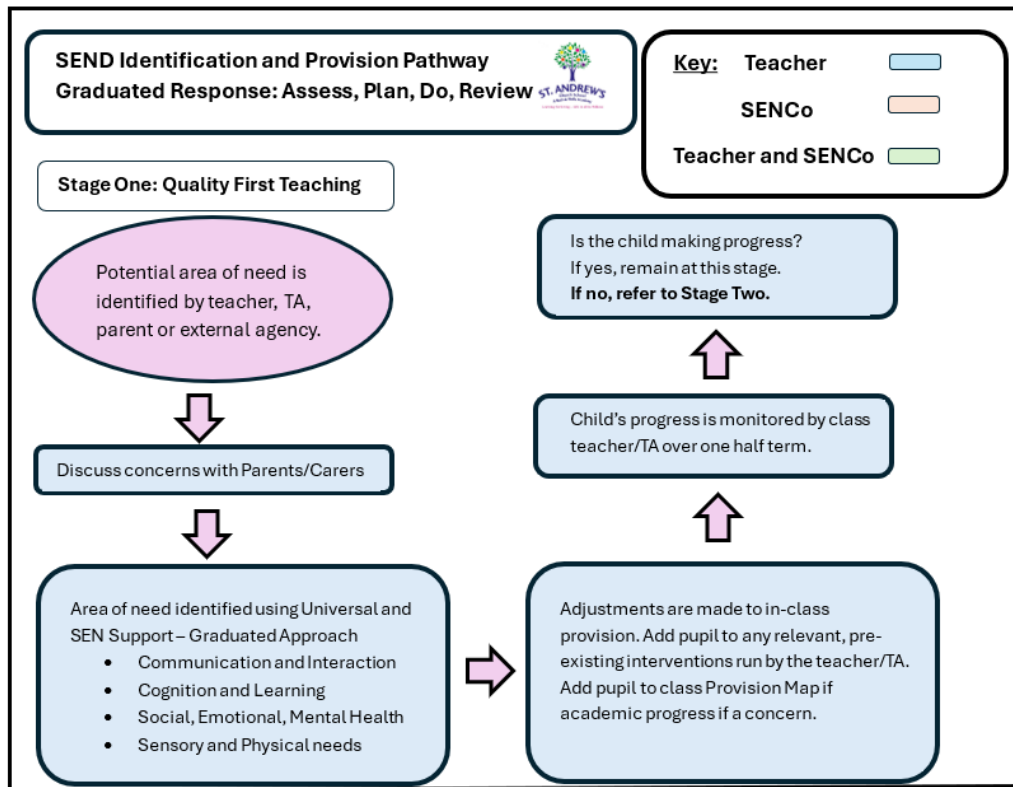 SEND Identification and Provision Pathway
Graduated Response: Assess, Plan, Do, Review
ST. ANDREW'S
Key: Teacher
SENCo
Teacher and SENCo
Stage One: Quality First Teaching
Potential area of need is
identified by teacher, TA,
parent or external agency.
Discuss concerns with Parents/Carers
Area of need identified using Universal and
SEN Support – Graduated Approach
• Communication and Interaction
• Cognition and Learning
• Social, Emotional, Mental Health
• Sensory and Physical needs
Adjustments are made to in-class
provision. Add pupil to any relevant, pre-
existing interventions run by the teacher/TA.
Add pupil to class Provision Map if
academic progress if a concern.
Child's progress is monitored by class
teacher/TA over one half term.
Is the child making progress?
If yes, remain at this stage.
If no, refer to Stage Two.